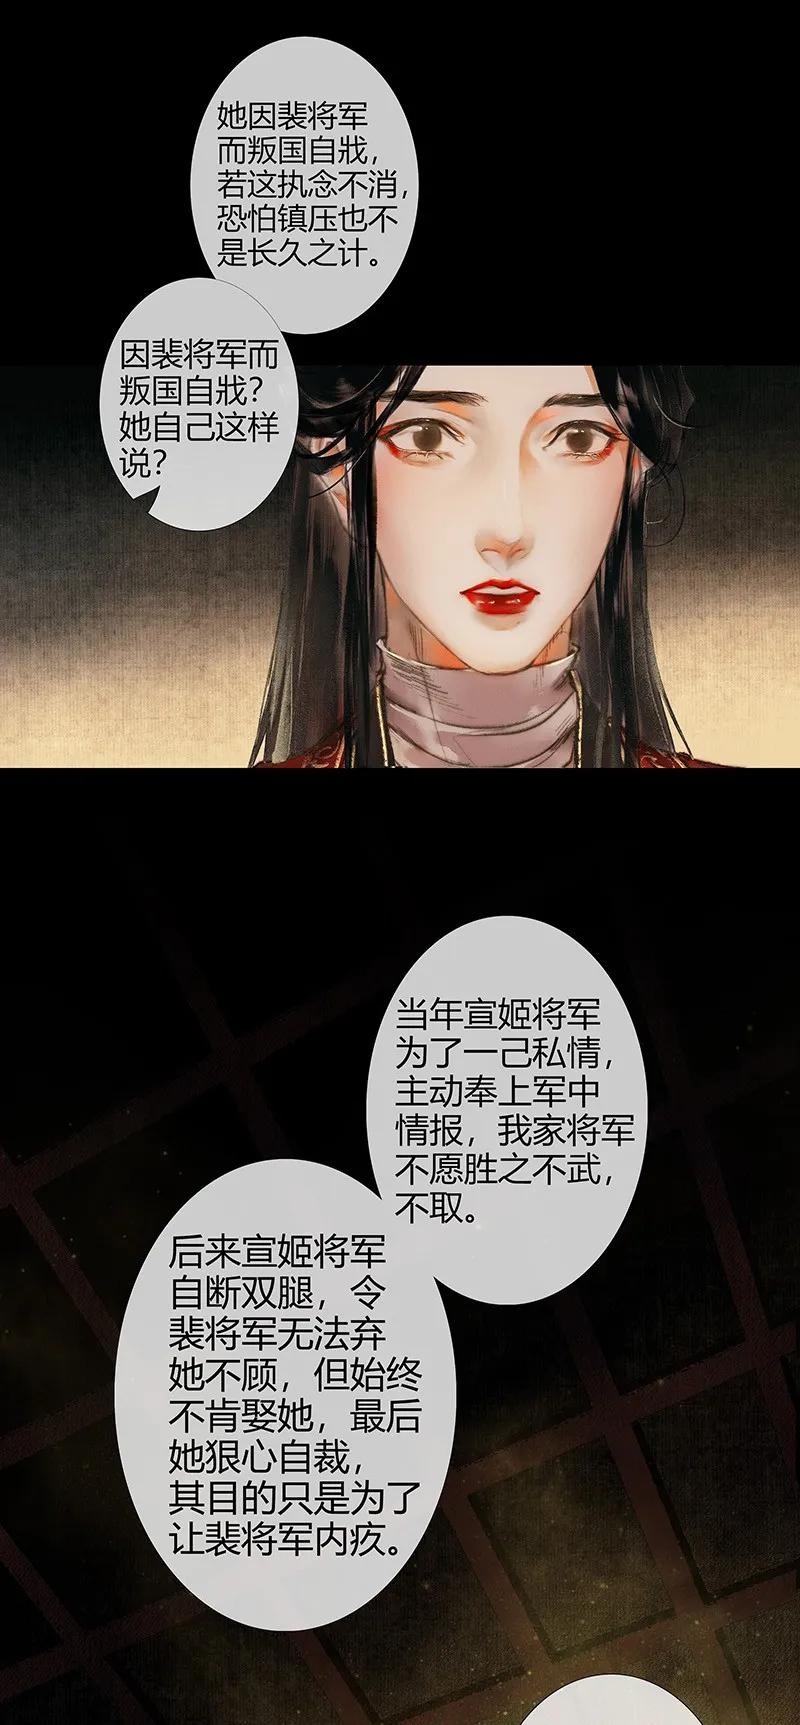 她因裴将军
而叛国自戕，
若这执念不消，
恐怕镇压也不
是长久之计。
因裴将军而
叛国自戕？
她自己这样
说？
当年宣姬将军
为了一己私情，
主动奉上军中
情报，我家将军
不愿胜之不武，
不取。
后来宣姬将军
自断双腿，令
裴将军无法弃
她不顾，但始终
不肯娶她，最后
她狠心自裁，
其目的只是为了
让裴将军内疚。